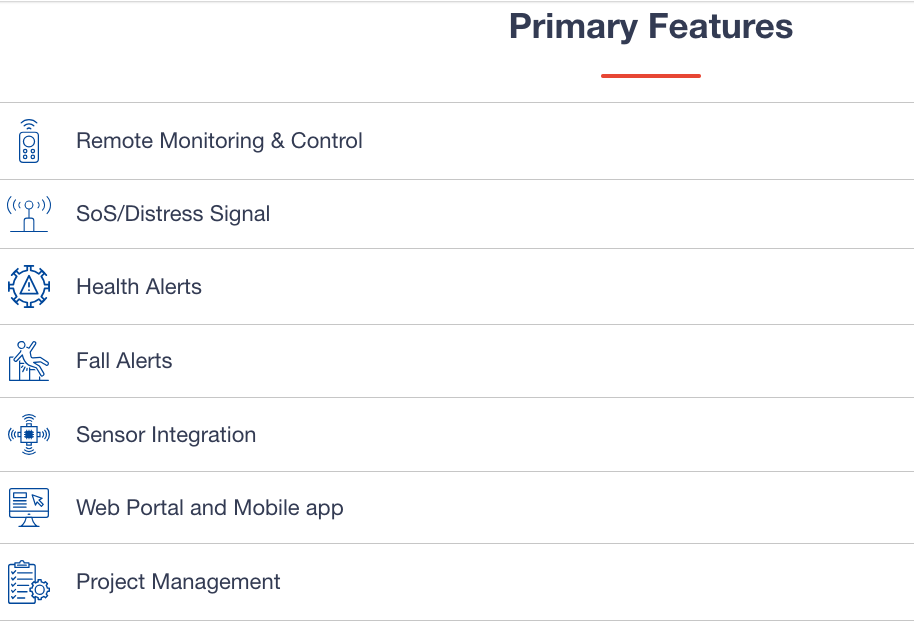 Primary Features
Remote Monitoring & Control
SoS/Distress Signal
Health Alerts
Fall Alerts
Sensor Integration
Web Portal and Mobile app
Project Management